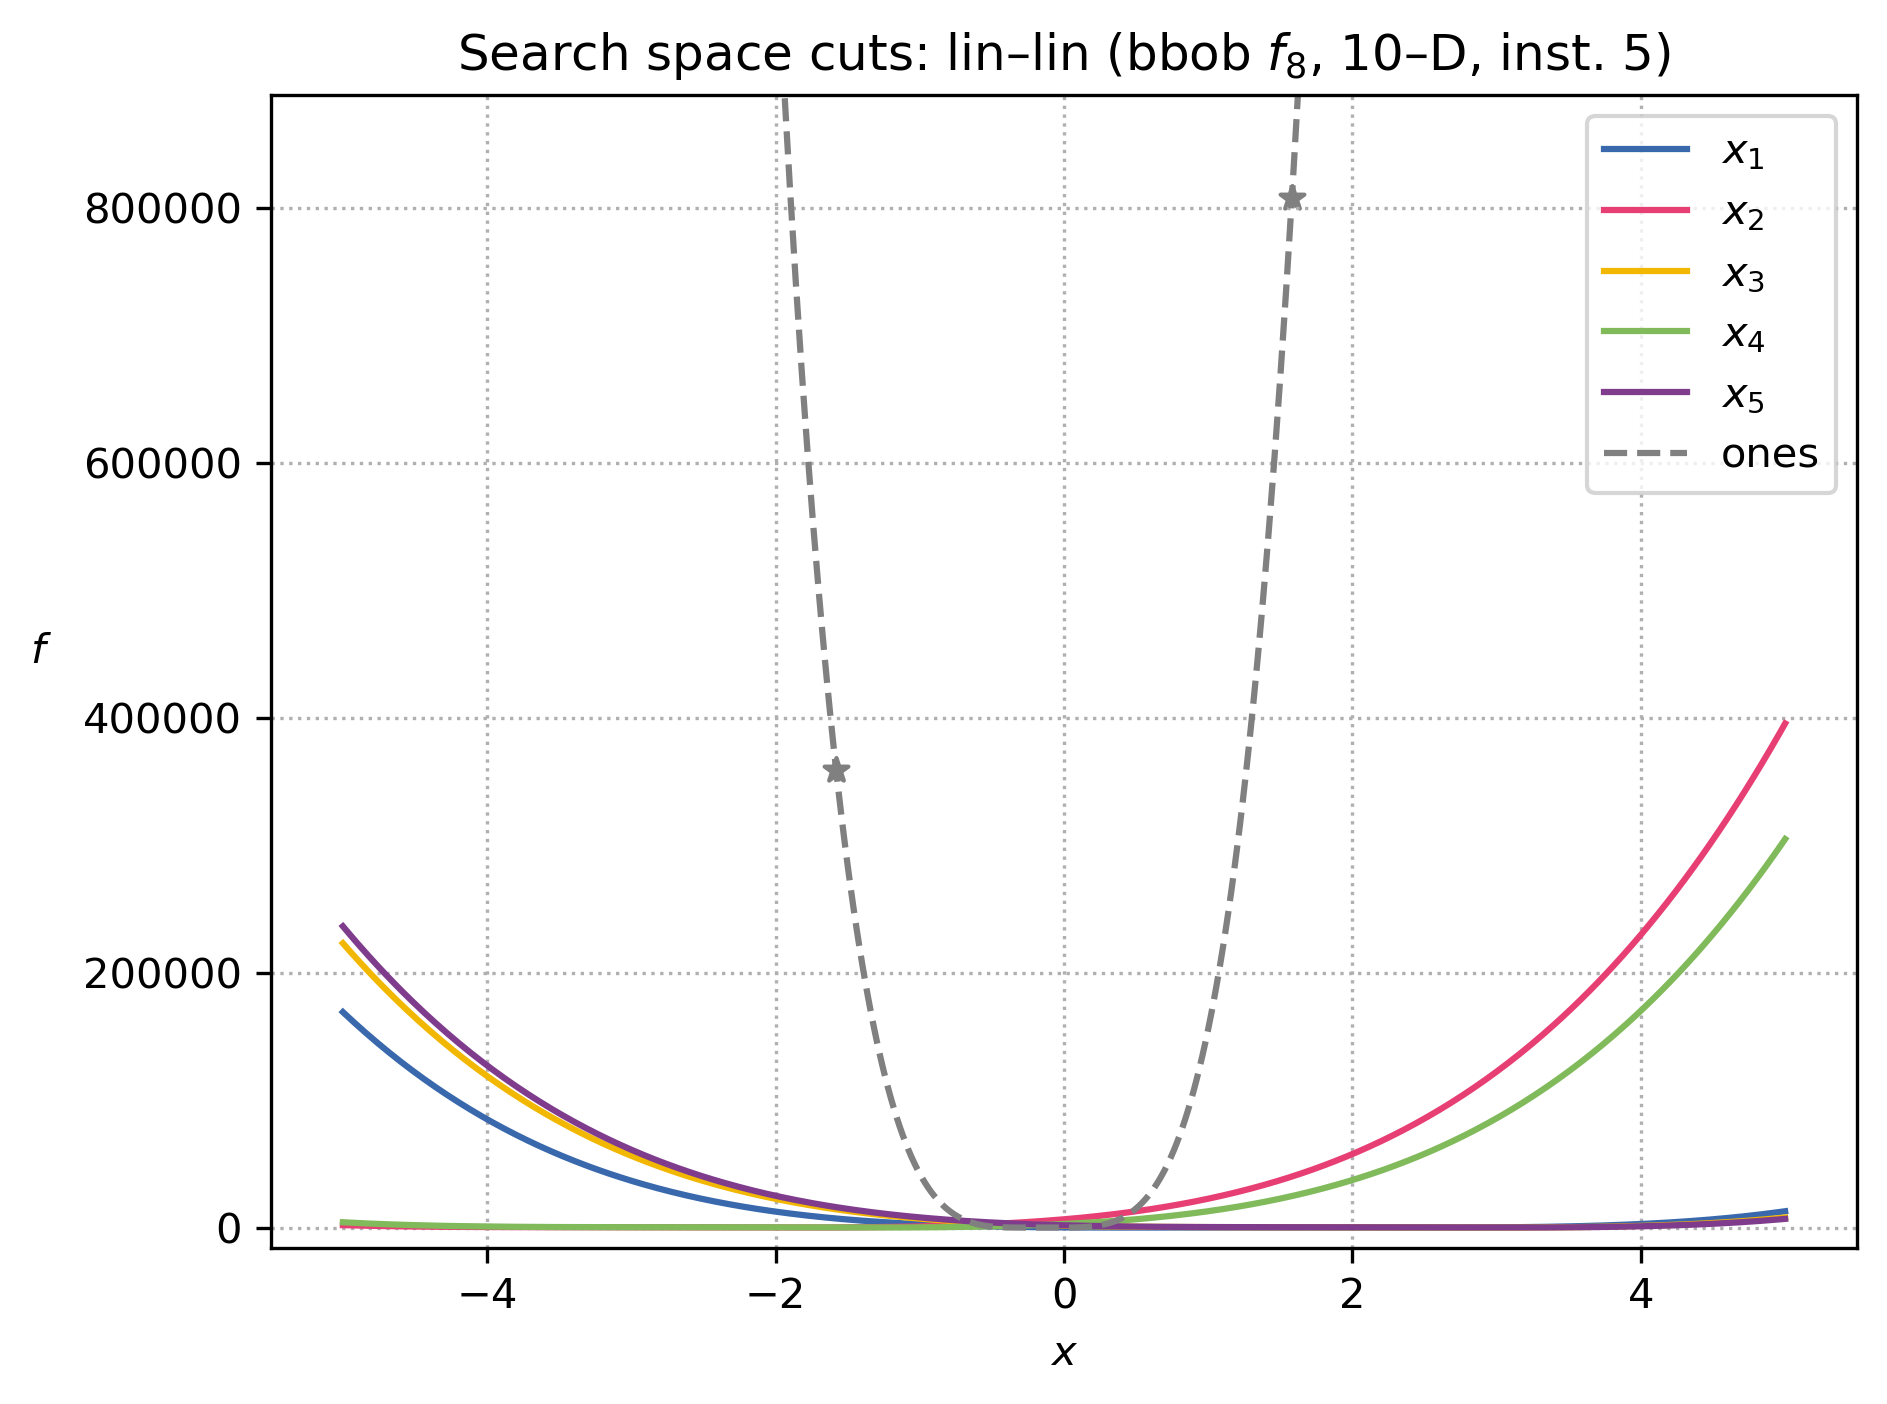 Search space cuts: lin–lin (bbob f₈, 10–D, inst. 5)
x₁
x₂
x₃
x₄
x₅
ones
800000
600000
400000
200000
0
f
−4 −2 0 2 4
x